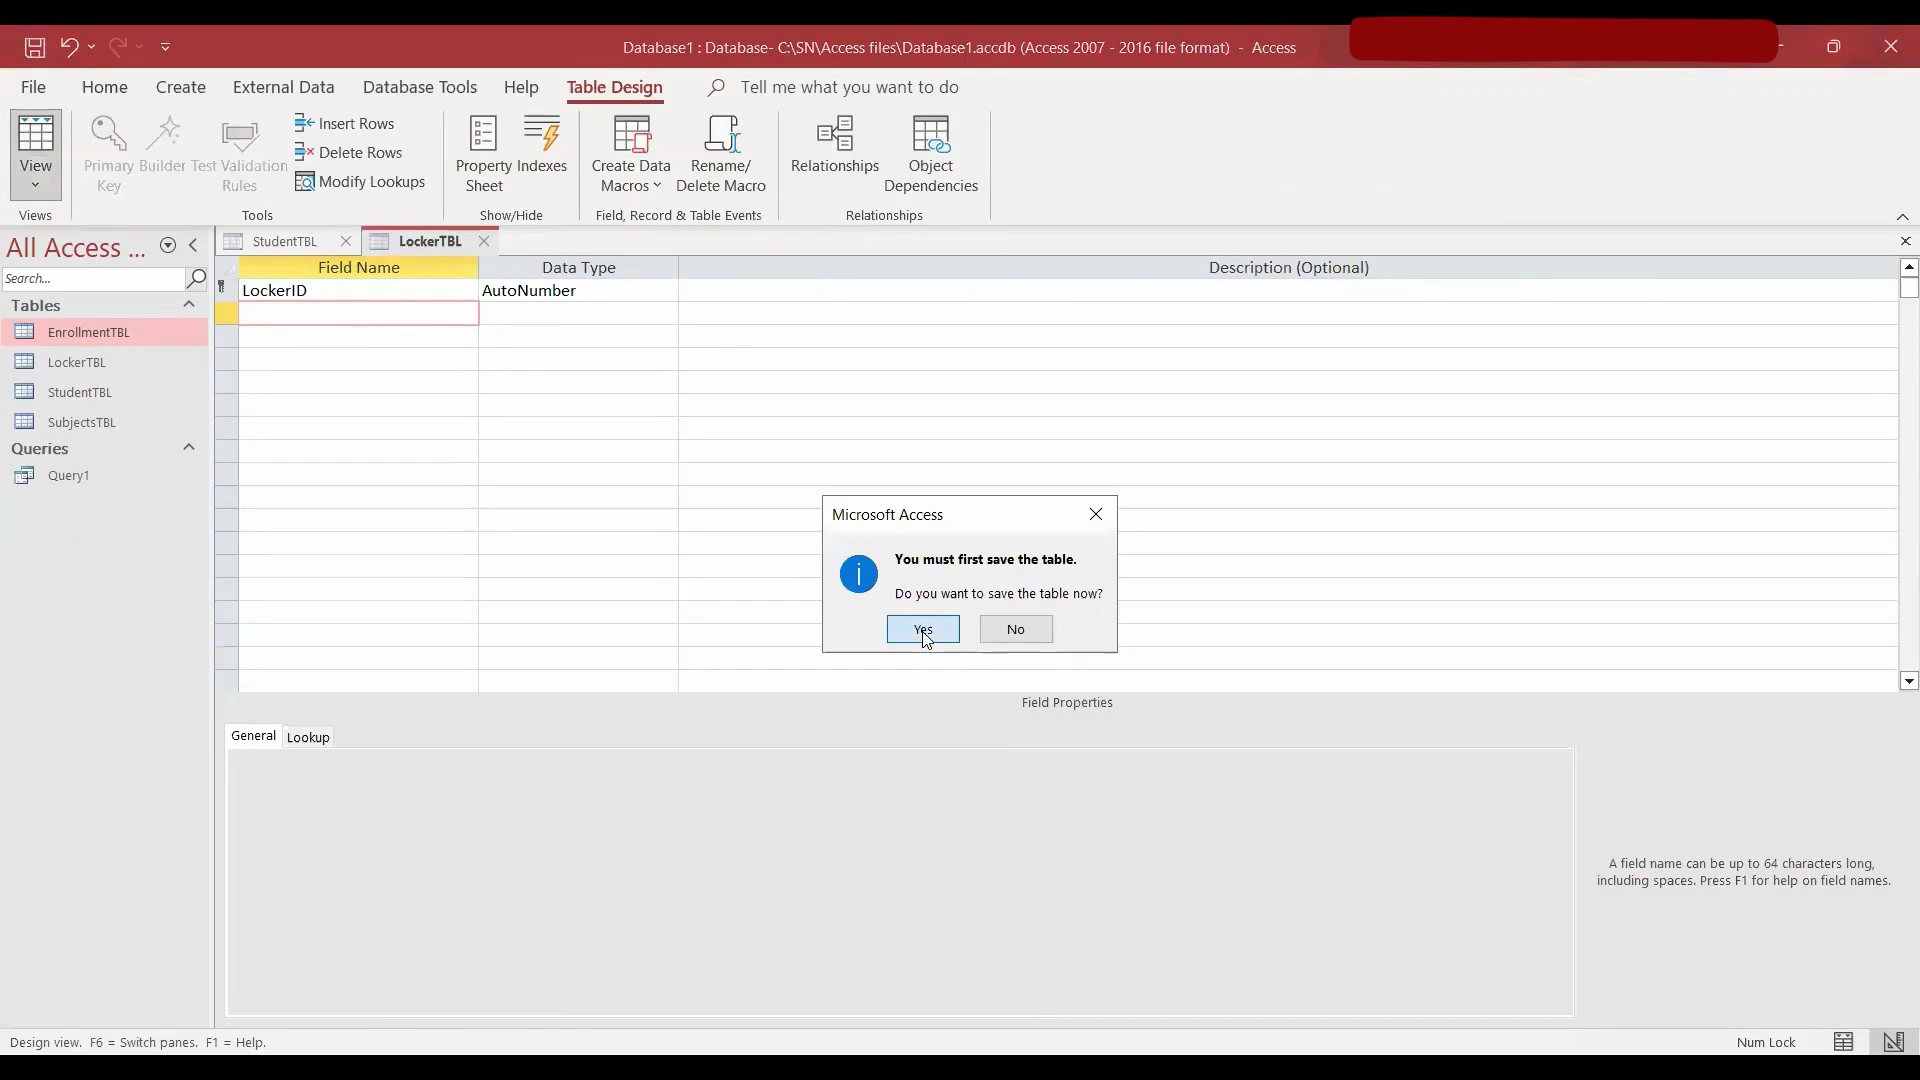 Database1 : Database- C:\SN\Access files\Database1.accdb (Access 2007 - 2016 file format)  -  Access
File Home Create External Data Database Tools Help Table Design Tell me what you want to do
View
Primary Key
Builder
Test Validation Rules
Insert Rows
Delete Rows
Modify Lookups
Property Sheet
Indexes
Create Data Macros
Rename/ Delete Macro
Relationships
Object Dependencies
Views Tools Show/Hide Field, Record & Table Events Relationships
All Access ...
Search...
Tables
EnrollmentTBL
LockerTBL
StudentTBL
SubjectsTBL
Queries
Query1
StudentTBL LockerTBL
Field Name Data Type Description (Optional)
LockerID AutoNumber
Microsoft Access
You must first save the table.
Do you want to save the table now?
Yes No
Field Properties
General Lookup
A field name can be up to 64 characters long,
including spaces. Press F1 for help on field names.
Design view.  F6 = Switch panes.  F1 = Help.
Num Lock